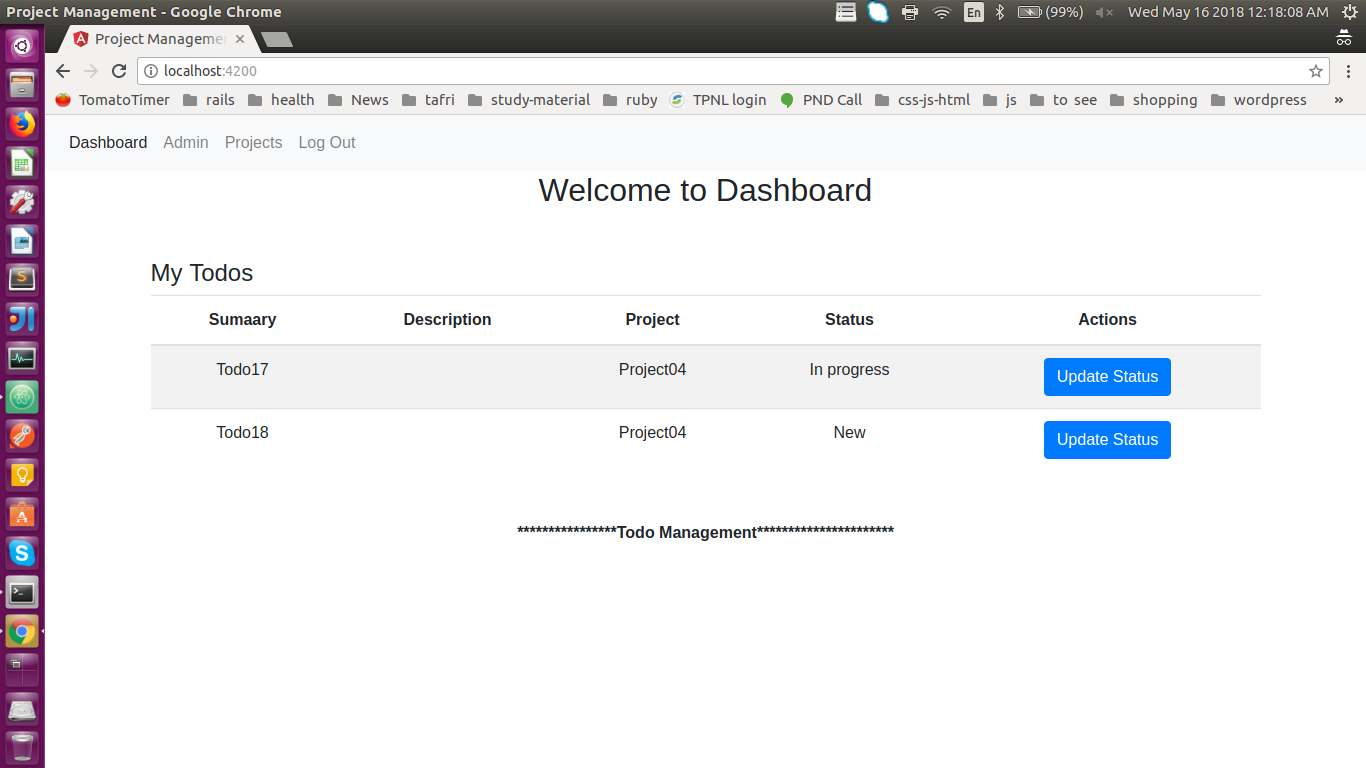 Project Management - Google Chrome
En
(99%)
Wed May 16 2018 12:18:08 AM
Project Manageme
localhost:4200
TomatoTimer rails health News tafri study-material ruby TPNL login PND Call css-js-html js to see shopping wordpress »
Dashboard Admin Projects Log Out
Welcome to Dashboard
My Todos
Sumaary Description Project Status Actions
Todo17 Project04 In progress Update Status
Todo18 Project04 New Update Status
****************Todo Management**********************